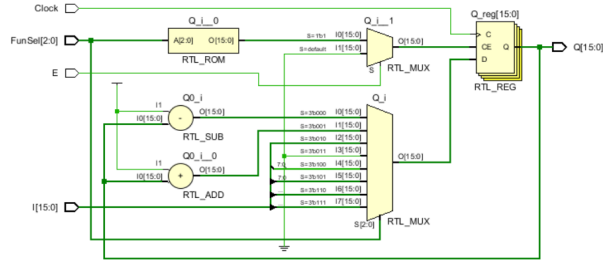 Clock
FunSel[2:0]
E
I[15:0]
Q_i__0
A[2:0] O[15:0]
RTL_ROM
Q_i__1
S=1'b1 I0[15:0]
S=default I1[15:0]
O[15:0]
S
RTL_MUX
Q_reg[15:0]
C
CE
D
Q
RTL_REG
Q[15:0]
Q0_i
I1
I0[15:0]
-
O[15:0]
RTL_SUB
Q0_i__0
I1
I0[15:0]
+
O[15:0]
RTL_ADD
Q_i
S=3'b000 I0[15:0]
S=3'b001 I1[15:0]
S=3'b010 I2[15:0]
S=3'b011 I3[15:0]
7:0 S=3'b100 I4[15:0]
7:0 S=3'b101 I5[15:0]
S=3'b110 I6[15:0]
S=3'b111 I7[15:0]
O[15:0]
S[2:0]
RTL_MUX